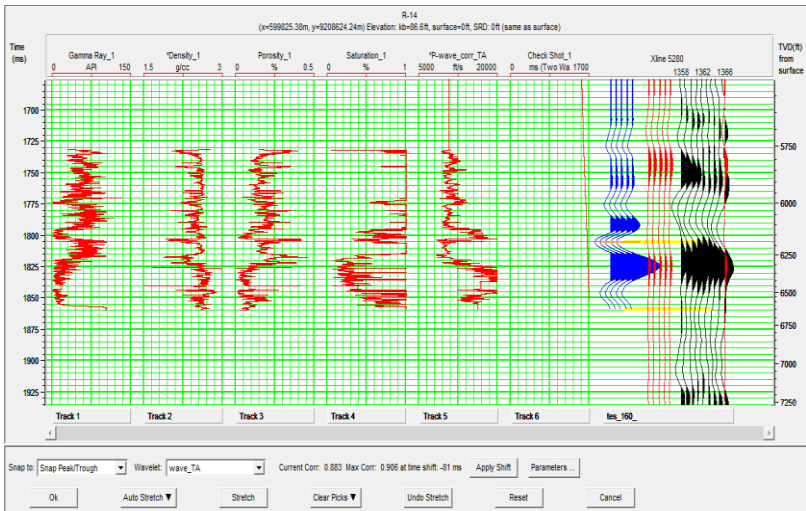 R-14
(x=599825.38m, y=9208624.24m) Elevation: kb=86.6ft, surface=0ft, SRD: 0ft (same as surface)
Time
(ms)
Gamma Ray_1
0 API 150
*Density_1
1.5 g/cc 3
Porosity_1
0 % 0.5
Saturation_1
0 % 1
*P-wave_corr_TA
5000 ft/s 20000
Check Shot_1
0 ms (Two Wa 1700
Xline 5280
1358 1362 1366
TVD(ft)
from
surface
1700
1725
1750
1775
1800
1825
1850
1875
1900
1925
5750
6000
6250
6500
6750
7000
7250
Track 1 Track 2 Track 3 Track 4 Track 5 Track 6 tes_160_
Snap to: Snap Peak/Trough Wavelet: wave_TA Current Corr: 0.883 Max Corr: 0.906 at time shift: -81 ms Apply Shift Parameters ...
Ok Auto Stretch ▼ Stretch Clear Picks ▼ Undo Stretch Reset Cancel